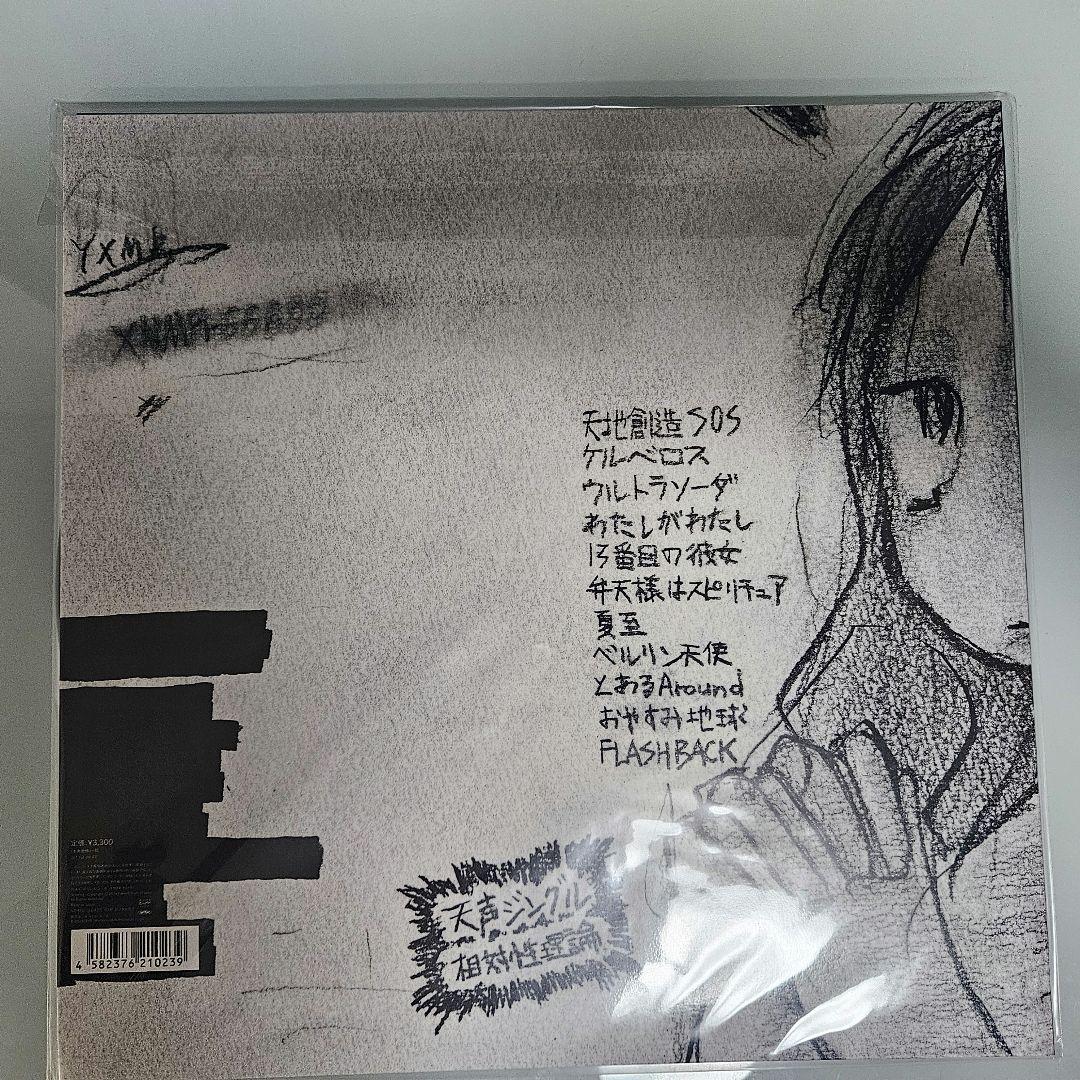 YXMR
天地創造SOS
ケルベロス
ウルトラソーダ
わたしがわたし
13番目の彼女
弁天様はスピリチュア
夏至
ベルリン天使
とあるAround
おやすみ地球
FLASHBACK
天声ジングル
相対性理論
定価:¥3,300
4 582376 210239